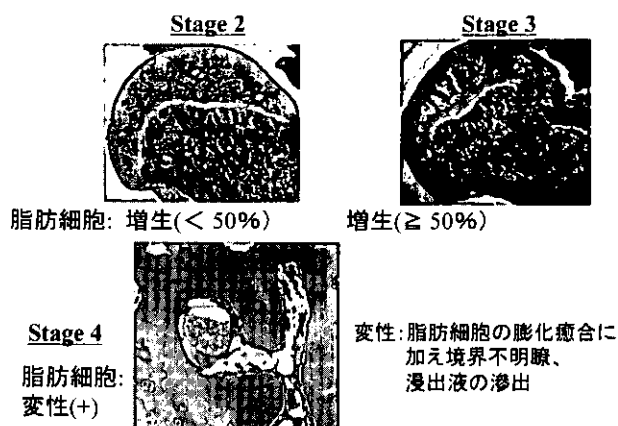 Stage 2
Stage 3
脂肪細胞: 増生(< 50%)
増生(≧ 50%)
Stage 4
脂肪細胞:
変性(+)
変性:脂肪細胞の膨化癒合に
加え境界不明瞭、
浸出液の滲出